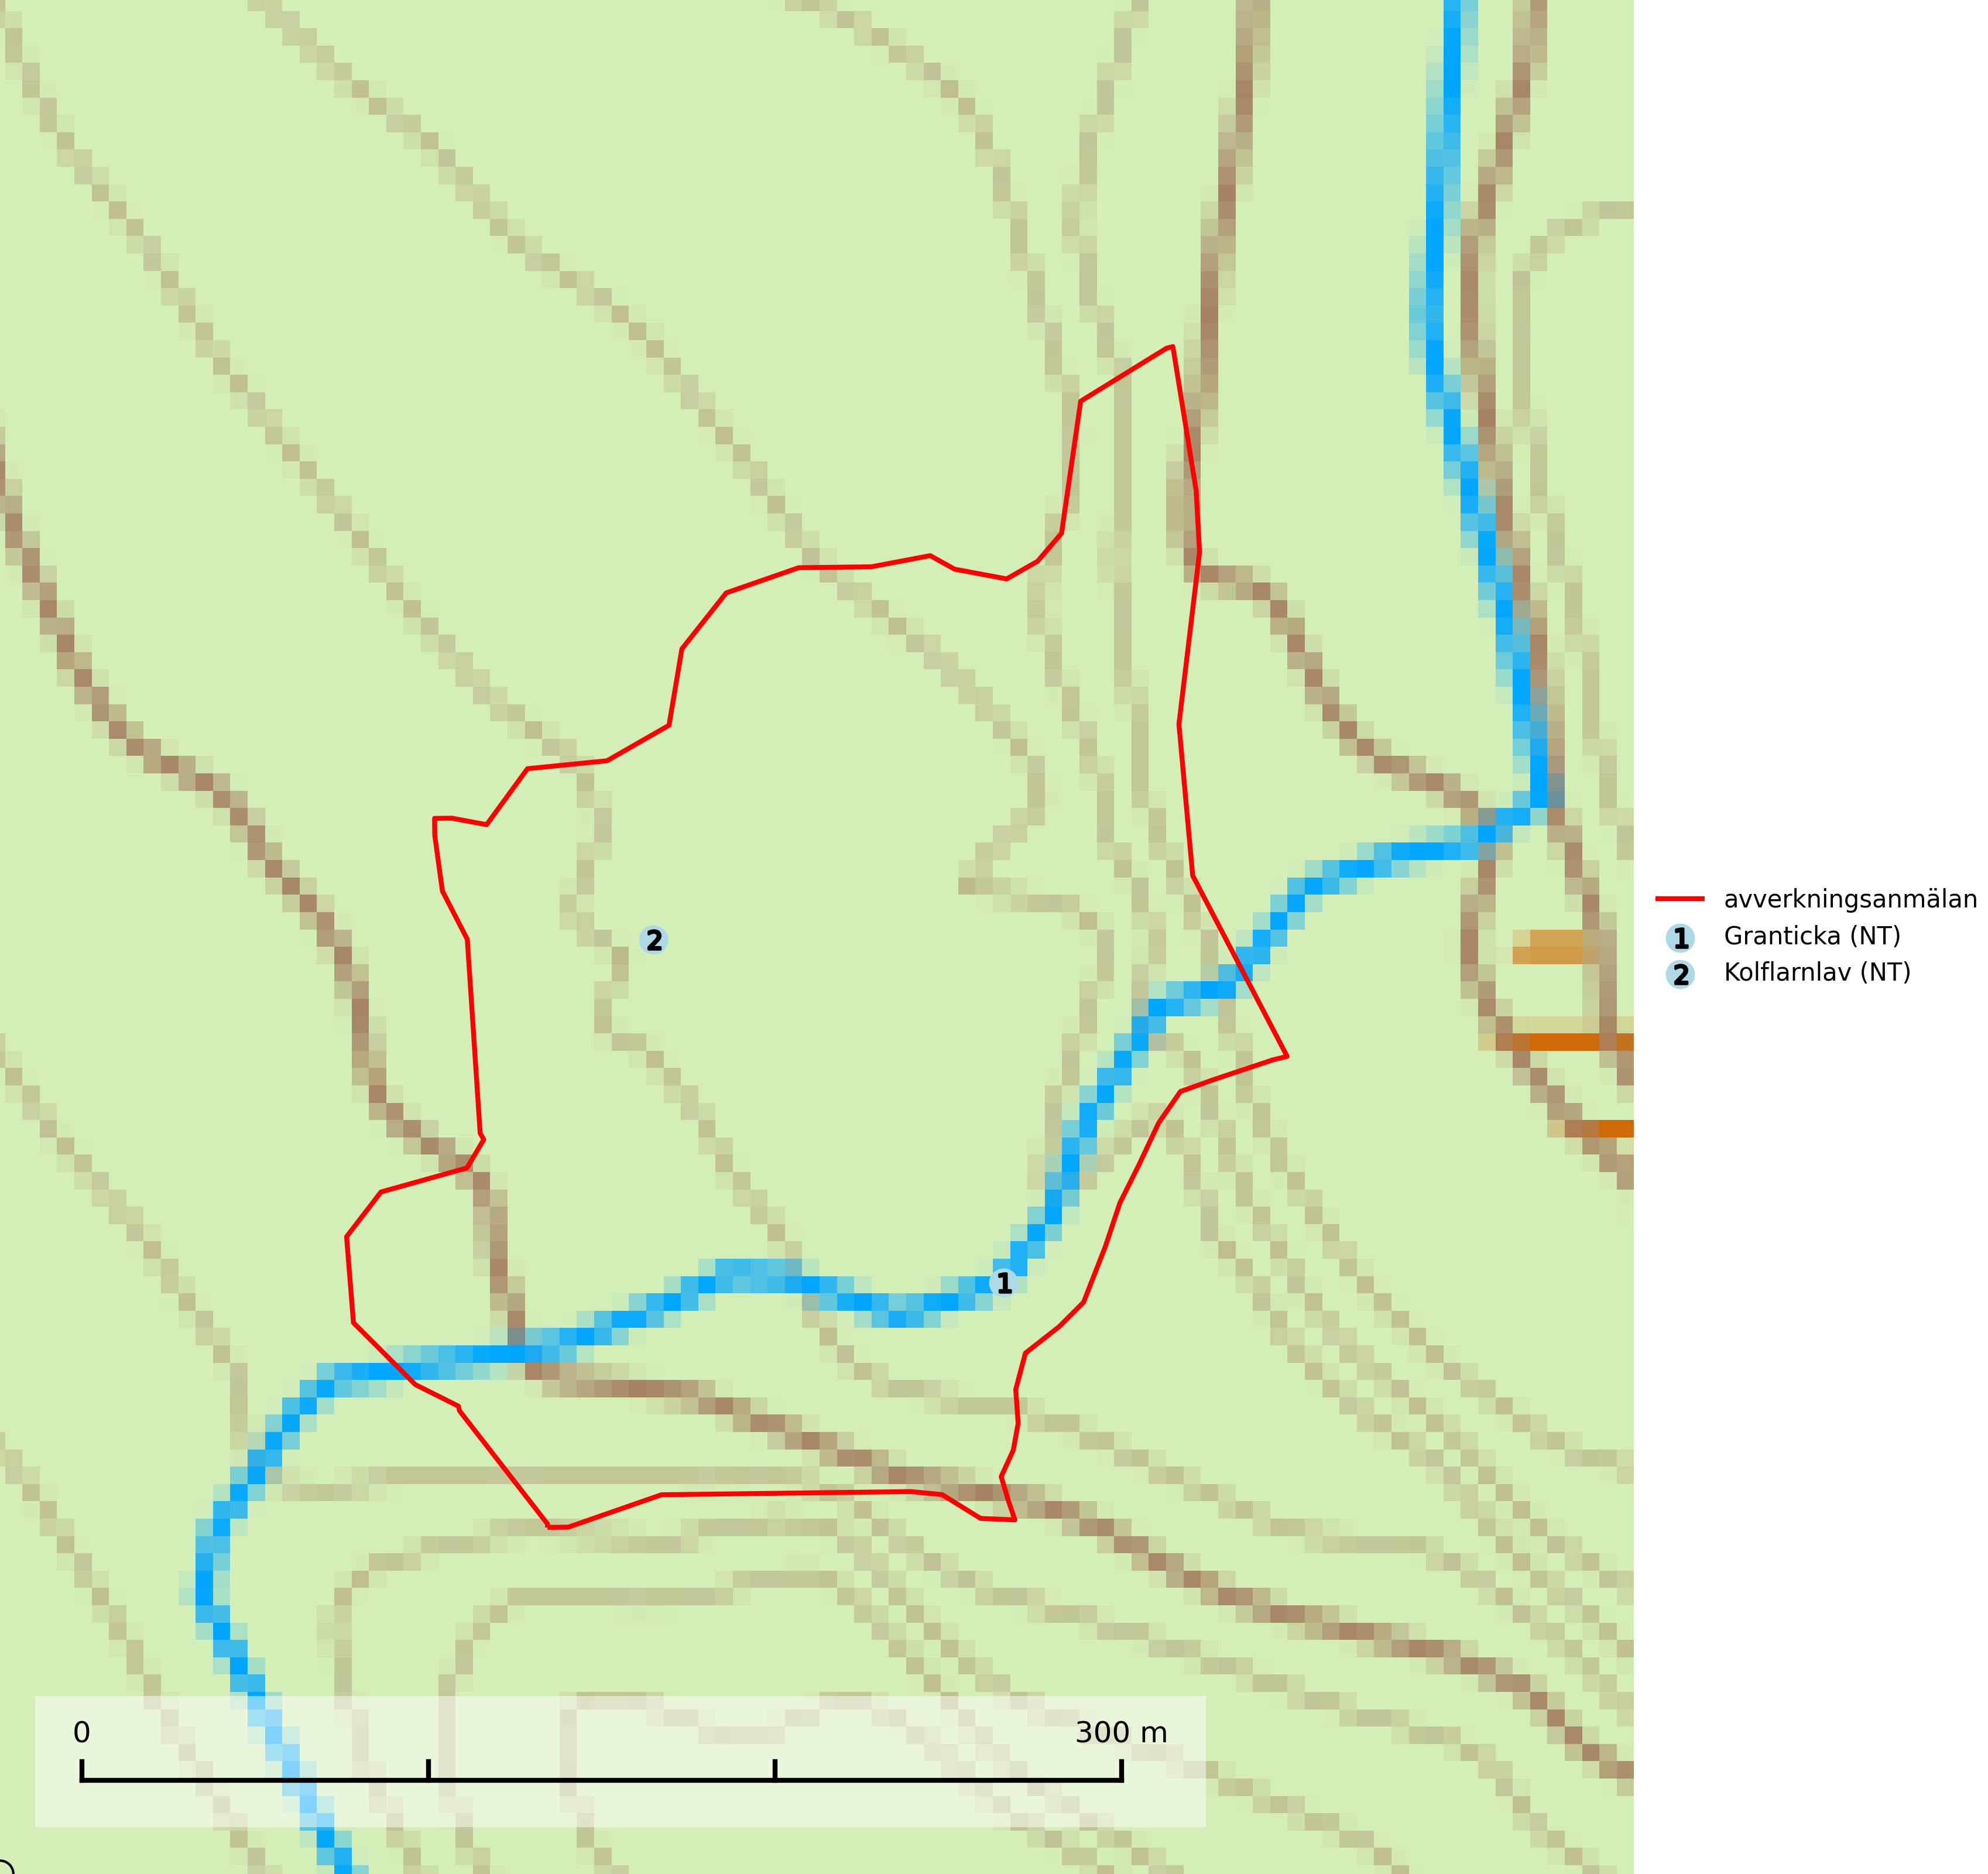 2
1
0 300 m
avverkningsanmälan
1 Granticka (NT)
2 Kolflarnlav (NT)